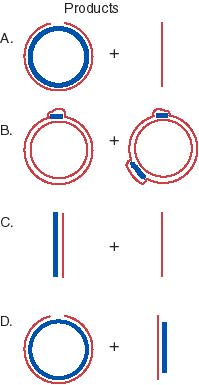 Products
A.
+
B.
+
C.
+
D.
+